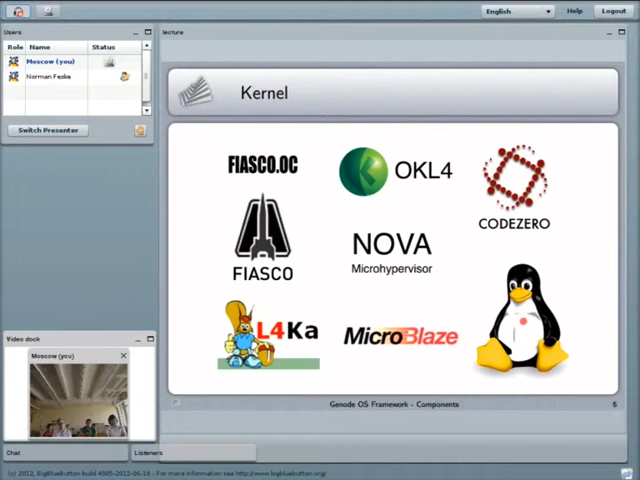 English
Help
Logout
Users
Role Name Status
Moscow (you)
Norman Feske
Switch Presenter
lecture
Kernel
FIASCO.OC
OKL4
CODEZERO
FIASCO
NOVA
Microhypervisor
L4Ka
MicroBlaze
Genode OS Framework - Components
5
Video dock
Moscow (you)
Chat
Listeners
(c) 2012, BigBlueButton build 4005-2012-06-16 - For more information see http://www.bigbluebutton.org/